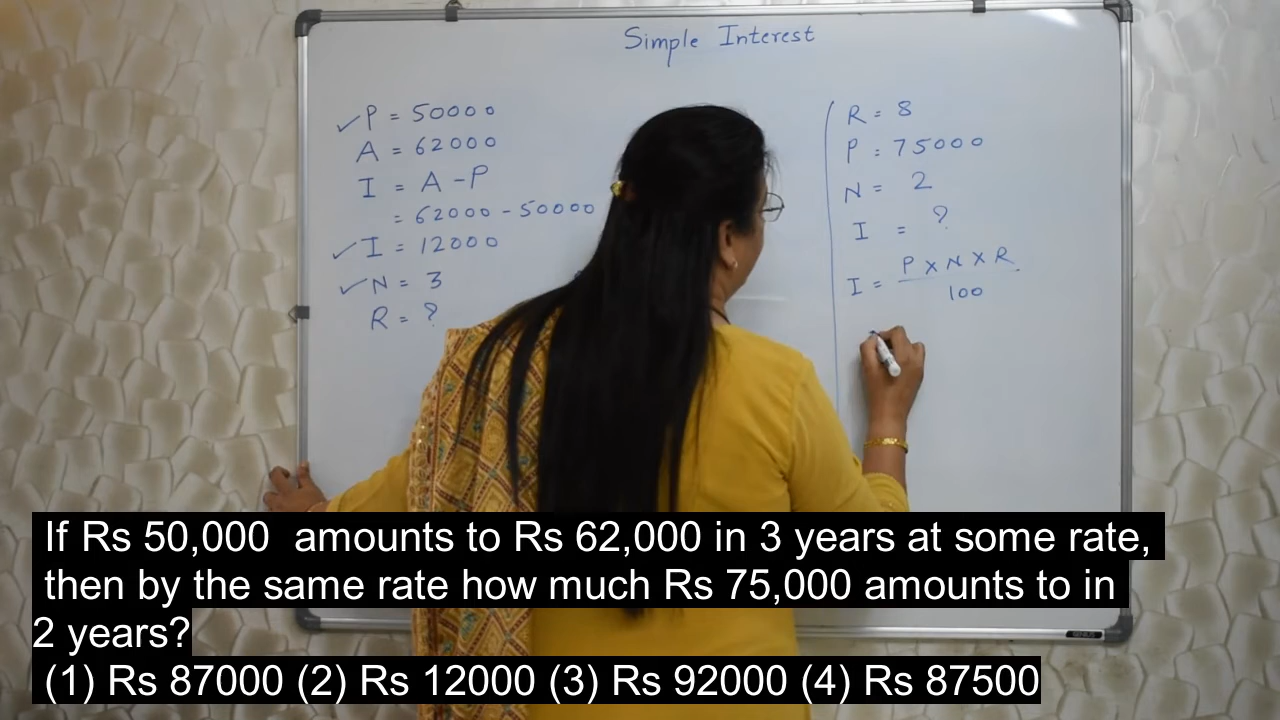 Simple Interest
P = 50000
A = 62000
I = A - P
= 62000 - 50000
I = 12000
N = 3
R = ?
R = 8
P = 75000
N = 2
I = ?
I = P x N x R
100
If Rs 50,000 amounts to Rs 62,000 in 3 years at some rate,
then by the same rate how much Rs 75,000 amounts to in
2 years?
(1) Rs 87000 (2) Rs 12000 (3) Rs 92000 (4) Rs 87500